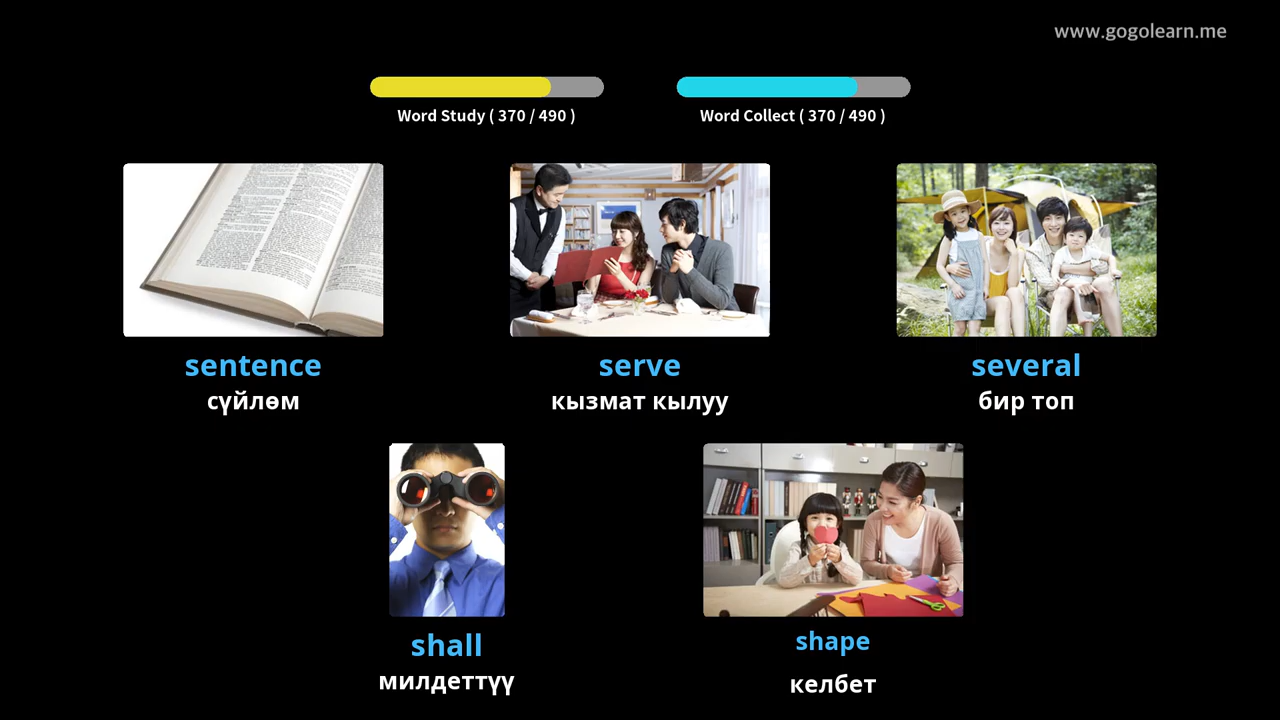 www.gogolearn.me
Word Study ( 370 / 490 )
Word Collect ( 370 / 490 )
sentence
сүйлөм
serve
кызмат кылуу
several
бир топ
shall
милдеттүү
shape
келбет